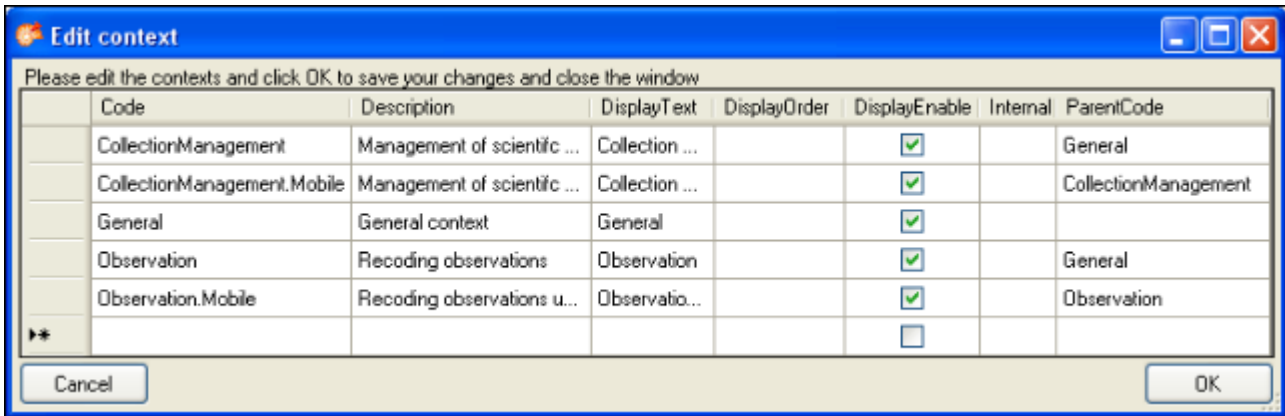 Edit context
Please edit the contexts and click OK to save your changes and close the window
Code Description DisplayText DisplayOrder DisplayEnable Internal ParentCode
CollectionManagement Management of scientifc ... Collection ... General
CollectionManagement.Mobile Management of scientifc ... Collection ... CollectionManagement
General General context General
Observation Recoding observations Observation General
Observation.Mobile Recoding observations u... Observatio... Observation
Cancel OK